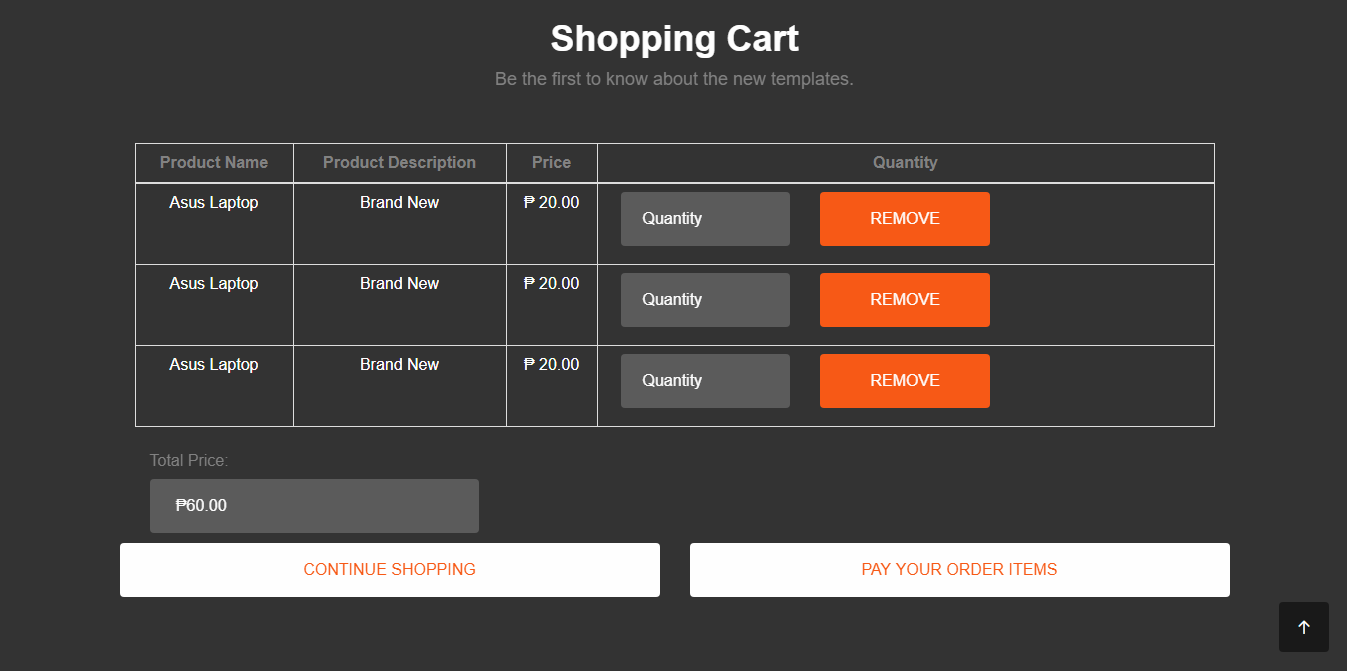 Shopping Cart
Be the first to know about the new templates.
Product Name Product Description Price Quantity
Asus Laptop Brand New ₱ 20.00 Quantity REMOVE
Asus Laptop Brand New ₱ 20.00 Quantity REMOVE
Asus Laptop Brand New ₱ 20.00 Quantity REMOVE
Total Price:
₱60.00
CONTINUE SHOPPING PAY YOUR ORDER ITEMS